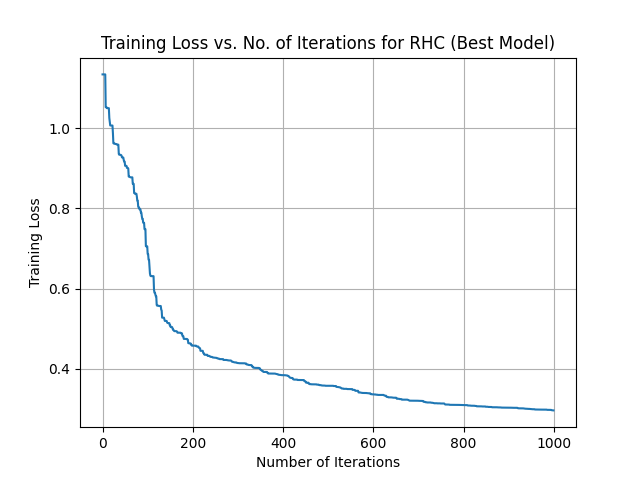 Training Loss vs. No. of Iterations for RHC (Best Model)
1.0
0.8
0.6
0.4
Training Loss
0 200 400 600 800 1000
Number of Iterations